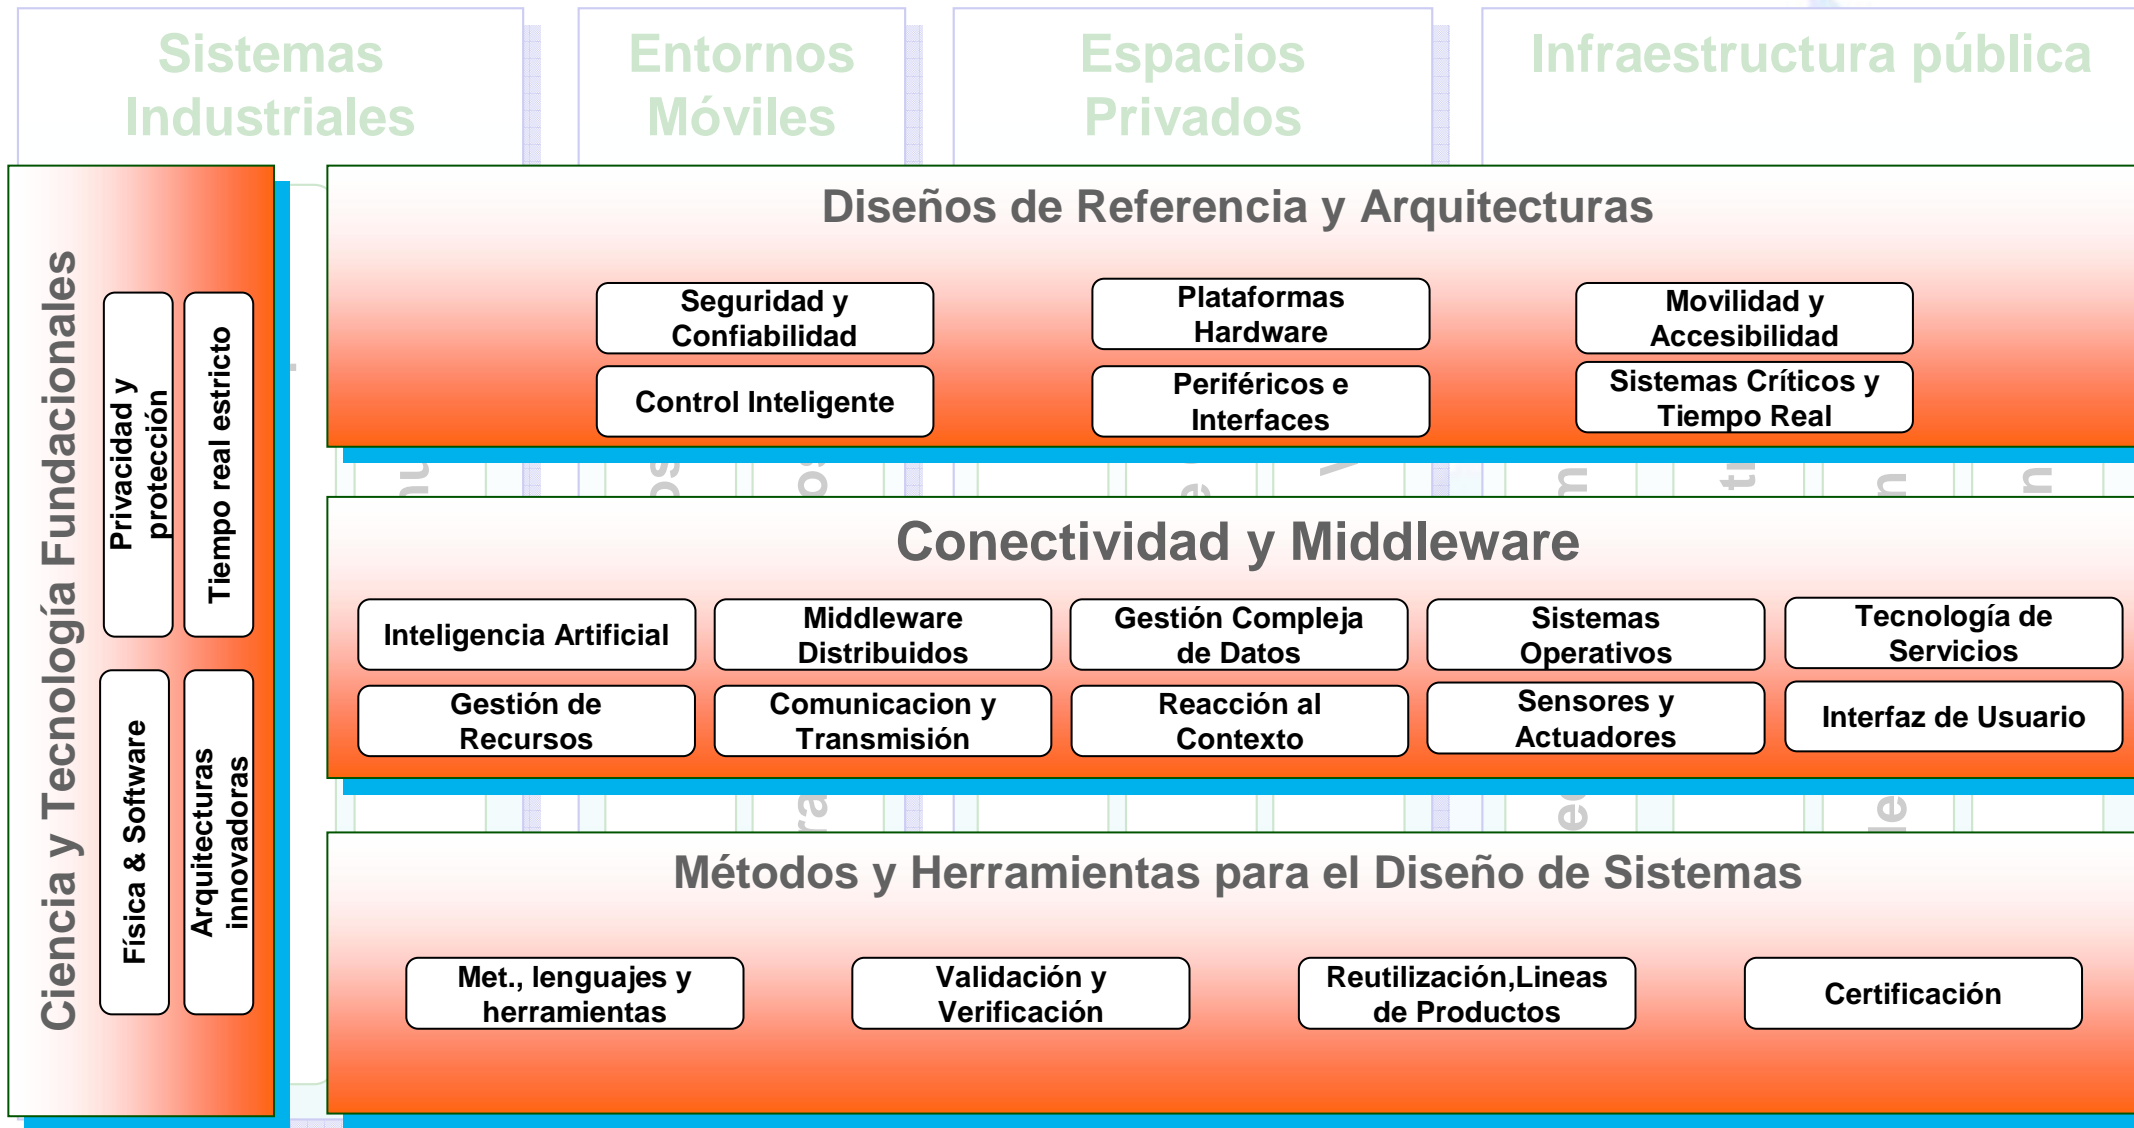 Sistemas
Industriales
Entornos
Móviles
Espacios
Privados
Infraestructura pública
Ciencia y Tecnología Fundacionales
Privacidad y
protección
Tiempo real estricto
Física & Software
Arquitecturas
innovadoras
Diseños de Referencia y Arquitecturas
Seguridad y
Confiabilidad
Plataformas
Hardware
Movilidad y
Accesibilidad
Control Inteligente
Periféricos e
Interfaces
Sistemas Críticos y
Tiempo Real
Conectividad y Middleware
Inteligencia Artificial
Middleware
Distribuidos
Gestión Compleja
de Datos
Sistemas
Operativos
Tecnología de
Servicios
Gestión de
Recursos
Comunicacion y
Transmisión
Reacción al
Contexto
Sensores y
Actuadores
Interfaz de Usuario
Métodos y Herramientas para el Diseño de Sistemas
Met., lenguajes y
herramientas
Validación y
Verificación
Reutilización,Lineas
de Productos
Certificación